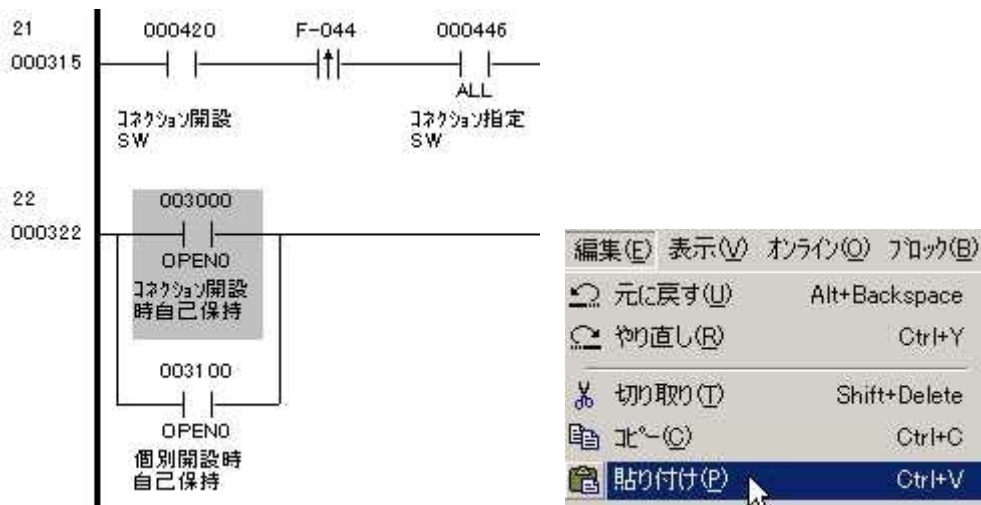 21
000420 F-044 000446
000315
ALL
コネクション開設 コネクション指定
SW SW
22
003000
000322
OPEN0
コネクション開設
時自己保持
003100
OPEN0
個別開設時
自己保持
編集(E) 表示(V) オンライン(O) ブロック(B)
元に戻す(U) Alt+Backspace
やり直し(R) Ctrl+Y
切り取り(T) Shift+Delete
コピー(C) Ctrl+C
貼り付け(P) Ctrl+V